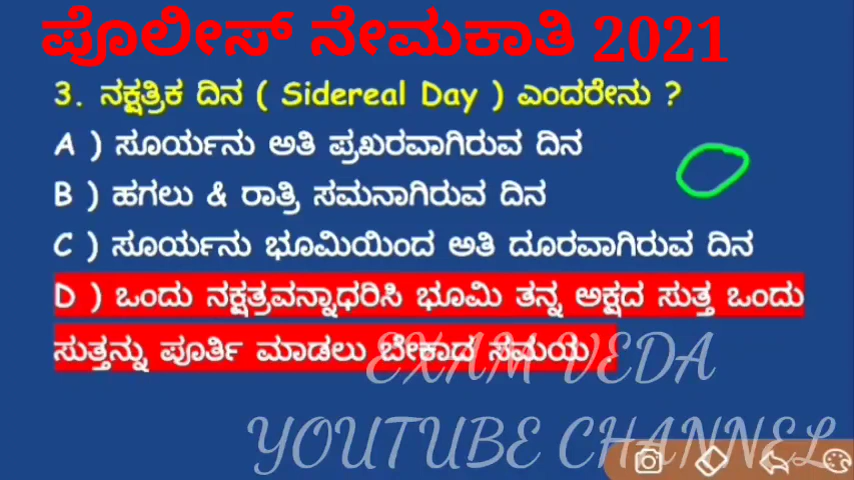 ಪೊಲೀಸ್ ನೇಮಕಾತಿ 2021
3. ನಕ್ಷತ್ರಿಕ ದಿನ ( Sidereal Day ) ಎಂದರೇನು ?
A ) ಸೂರ್ಯನು ಅತಿ ಪ್ರಖರವಾಗಿರುವ ದಿನ
B ) ಹಗಲು & ರಾತ್ರಿ ಸಮನಾಗಿರುವ ದಿನ
C ) ಸೂರ್ಯನು ಭೂಮಿಯಿಂದ ಅತಿ ದೂರವಾಗಿರುವ ದಿನ
D ) ಒಂದು ನಕ್ಷತ್ರವನ್ನಾಧರಿಸಿ ಭೂಮಿ ತನ್ನ ಅಕ್ಷದ ಸುತ್ತ ಒಂದು
ಸುತ್ತನ್ನು ಪೂರ್ತಿ ಮಾಡಲು ಬೇಕಾದ ಸಮಯ .
EXAM VEDA
YOUTUBE CHANNEL